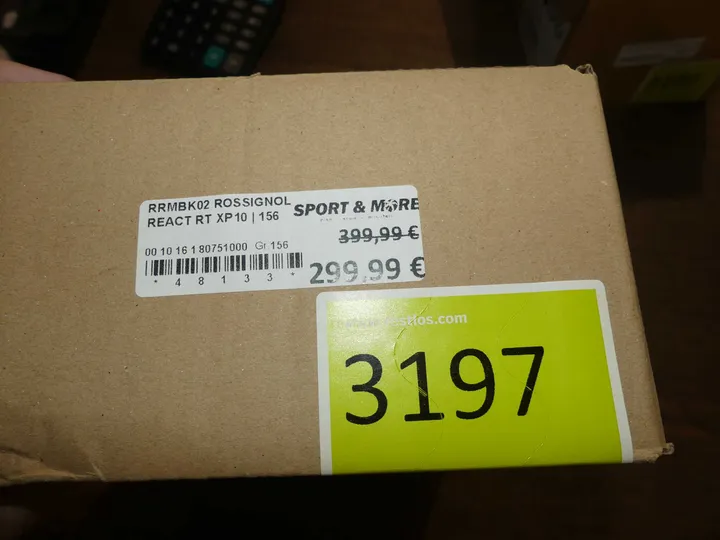 RRMBK02 ROSSIGNOL
REACT RT XP10 | 156
SPORT & MORE
399,99 €
00 10 16 1 80751000 Gr 156
299,99 €
* 4 8 1 3 3 *
3197